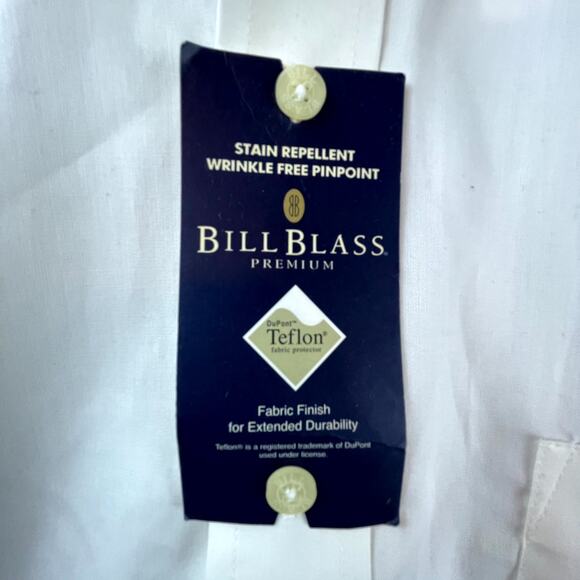 STAIN REPELLENT
WRINKLE FREE PINPOINT
BB
BILL BLASS®
PREMIUM
DuPont™
Teflon®
fabric protector
Fabric Finish
for Extended Durability
Teflon® is a registered trademark of DuPont
used under license.